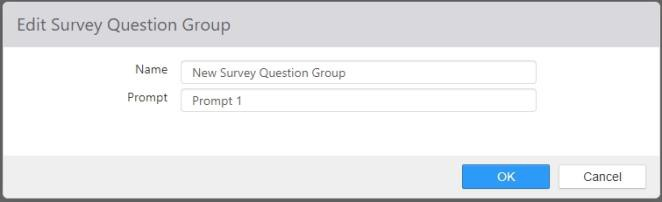 Edit Survey Question Group
Name New Survey Question Group
Prompt Prompt 1
OK Cancel